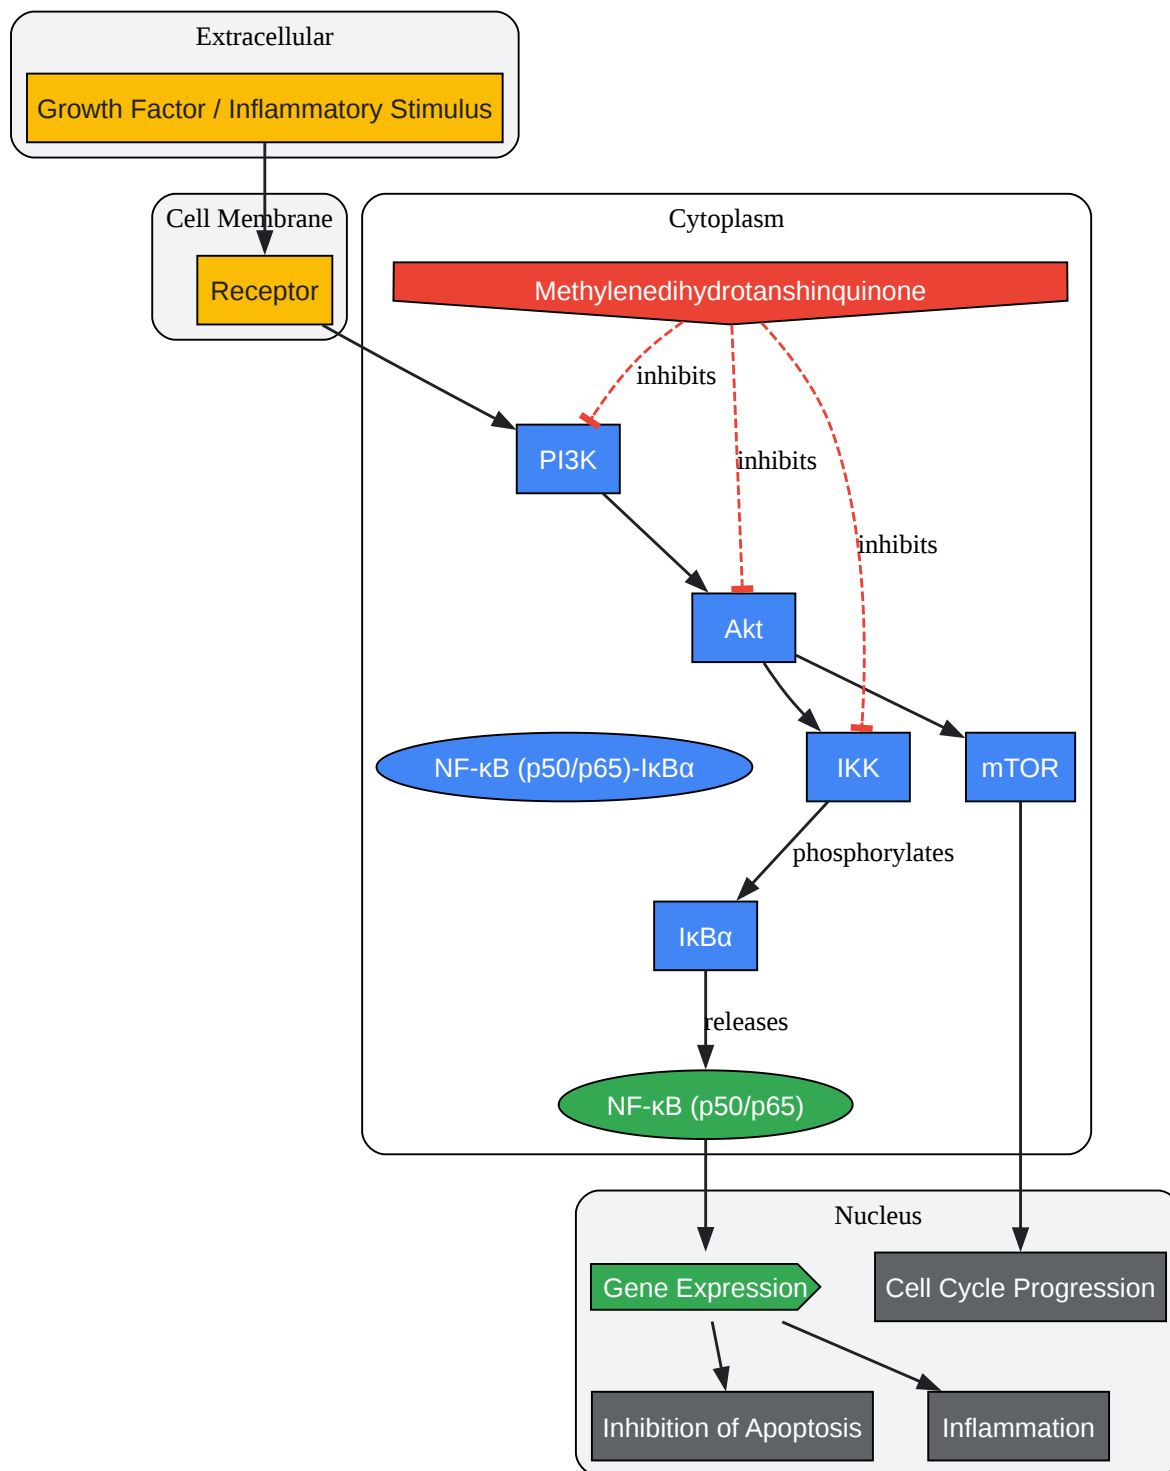 Extracellular
Growth Factor / Inflammatory Stimulus
Cell Membrane
Receptor
Cytoplasm
Methylenedihydrotanshinquinone
inhibits
PI3K
inhibits
inhibits
Akt
NF-κB (p50/p65)-IκBα
IKK
mTOR
phosphorylates
IκBα
releases
NF-κB (p50/p65)
Nucleus
Gene Expression
Cell Cycle Progression
Inhibition of Apoptosis
Inflammation